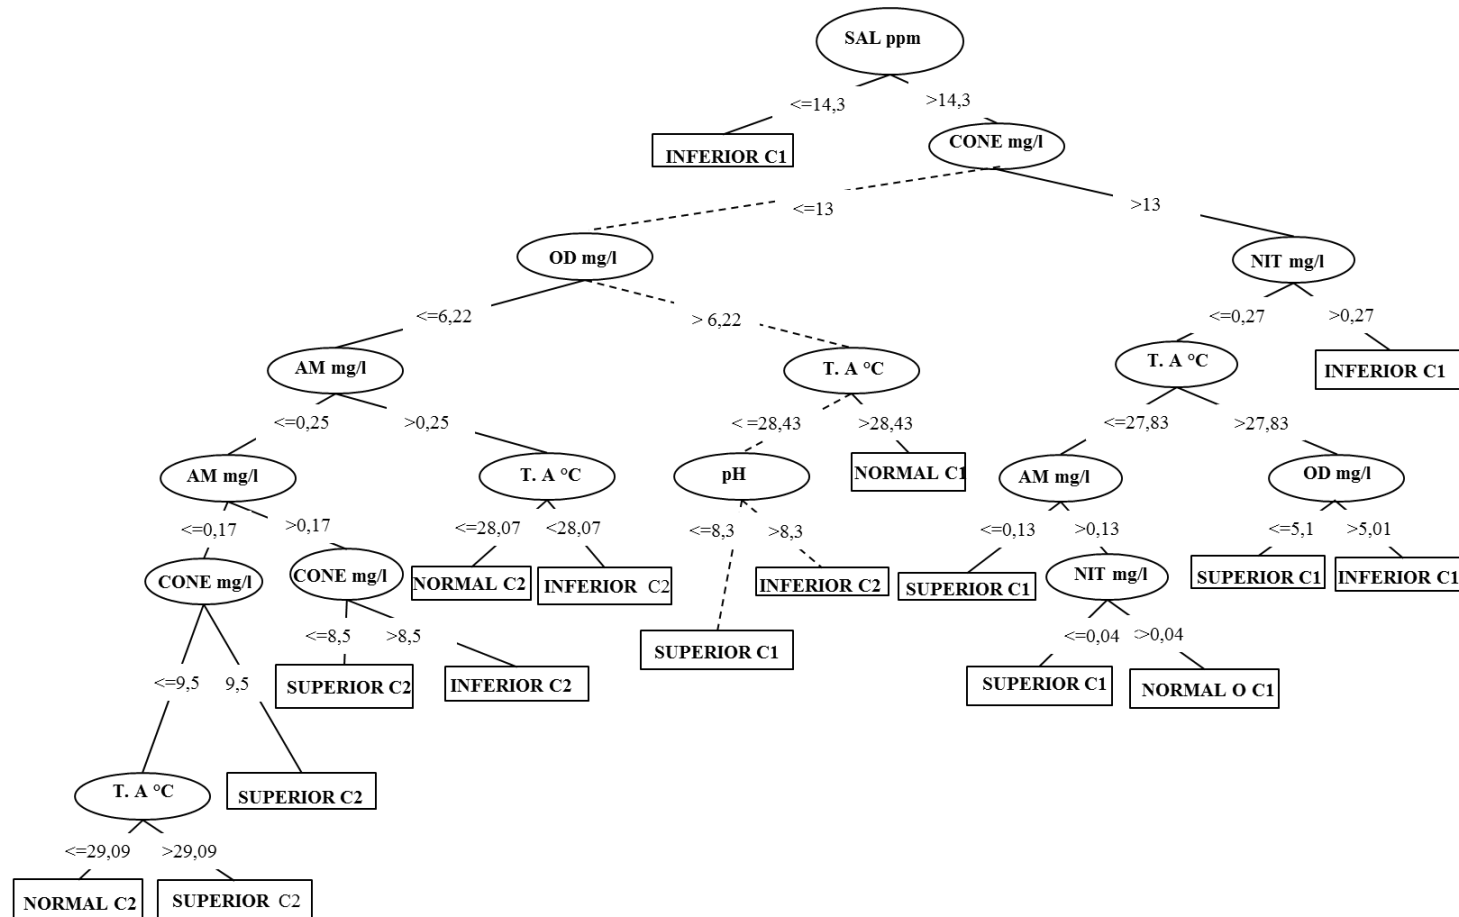 SAL ppm
<=14,3
>14,3
INFERIOR C1
CONE mg/l
<=13
>13
OD mg/l
NIT mg/l
<=6,22
> 6,22
<=0,27
>0,27
AM mg/l
T. A °C
T. A °C
INFERIOR C1
<=0,25
>0,25
< =28,43
>28,43
<=27,83
>27,83
AM mg/l
T. A °C
pH
NORMAL C1
AM mg/l
OD mg/l
<=0,17
>0,17
<=28,07
<28,07
<=8,3
>8,3
<=0,13
>0,13
<=5,1
>5,01
CONE mg/l
CONE mg/l
NORMAL C2
INFERIOR C2
INFERIOR C2
SUPERIOR C1
NIT mg/l
SUPERIOR C1
INFERIOR C1
<=8,5
>8,5
<=0,04
>0,04
SUPERIOR C1
<=9,5
9,5
SUPERIOR C2
INFERIOR C2
SUPERIOR C1
NORMAL O C1
T. A °C
SUPERIOR C2
<=29,09
>29,09
NORMAL C2
SUPERIOR C2